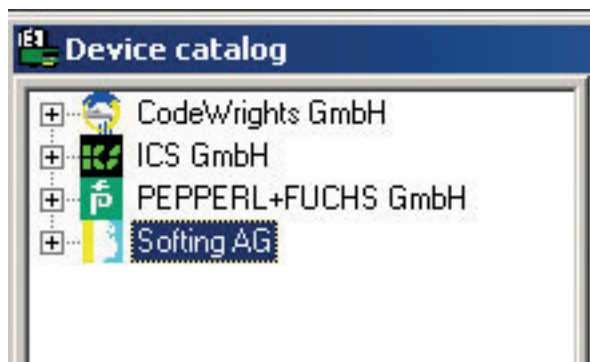 Device catalog
CodeWrights GmbH
ICS GmbH
PEPPERL+FUCHS GmbH
Softing AG